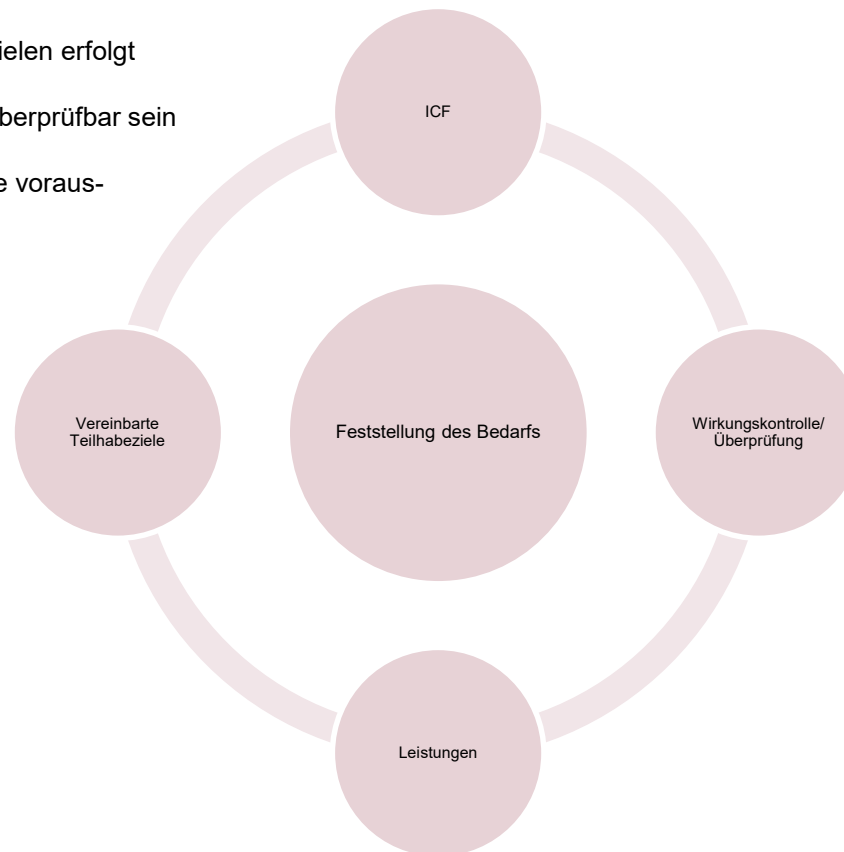 ielen erfolgt
berprüfbar sein
e voraus-
ICF
Vereinbarte
Teilhabeziele
Feststellung des Bedarfs
Wirkungskontrolle/
Überprüfung
Leistungen